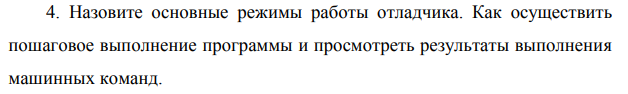 4. Назовите основные режимы работы отладчика. Как осуществить
пошаговое выполнение программы и просмотреть результаты выполнения
машинных команд.